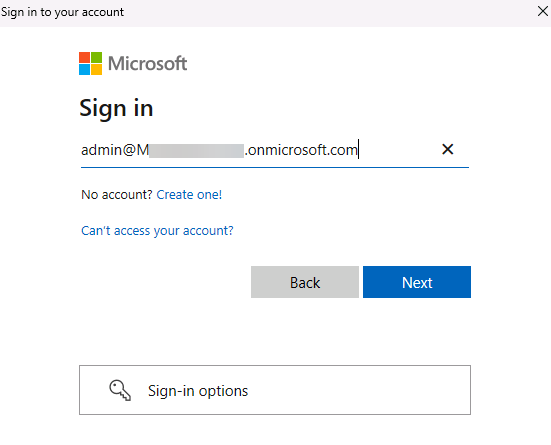 Sign in to your account
Microsoft
Sign in
admin@M .onmicrosoft.com
No account? Create one!
Can't access your account?
Back Next
Sign-in options